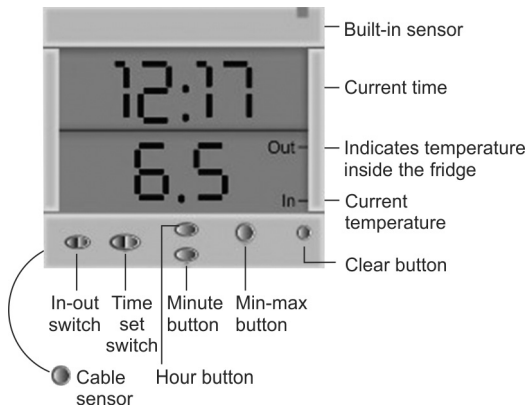 Built-in sensor
12:17
Current time
Out
Indicates temperature
inside the fridge
6.5
In
Current
temperature
Clear button
In-out
switch
Time
set
switch
Minute
button
Min-max
button
Cable
sensor
Hour button